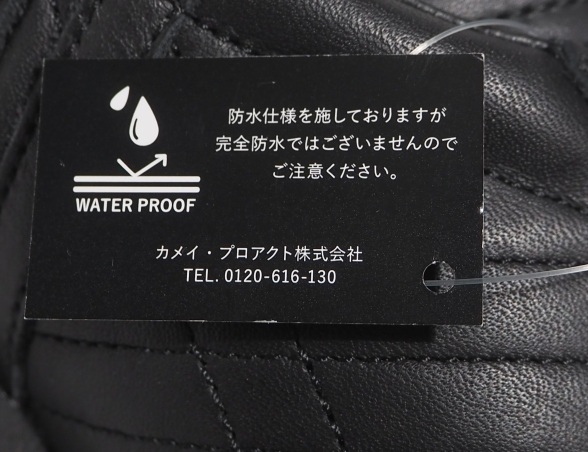 防水仕様を施しておりますが
完全防水ではございませんので
ご注意ください。
WATER PROOF
カメイ・プロアクト株式会社
TEL. 0120-616-130